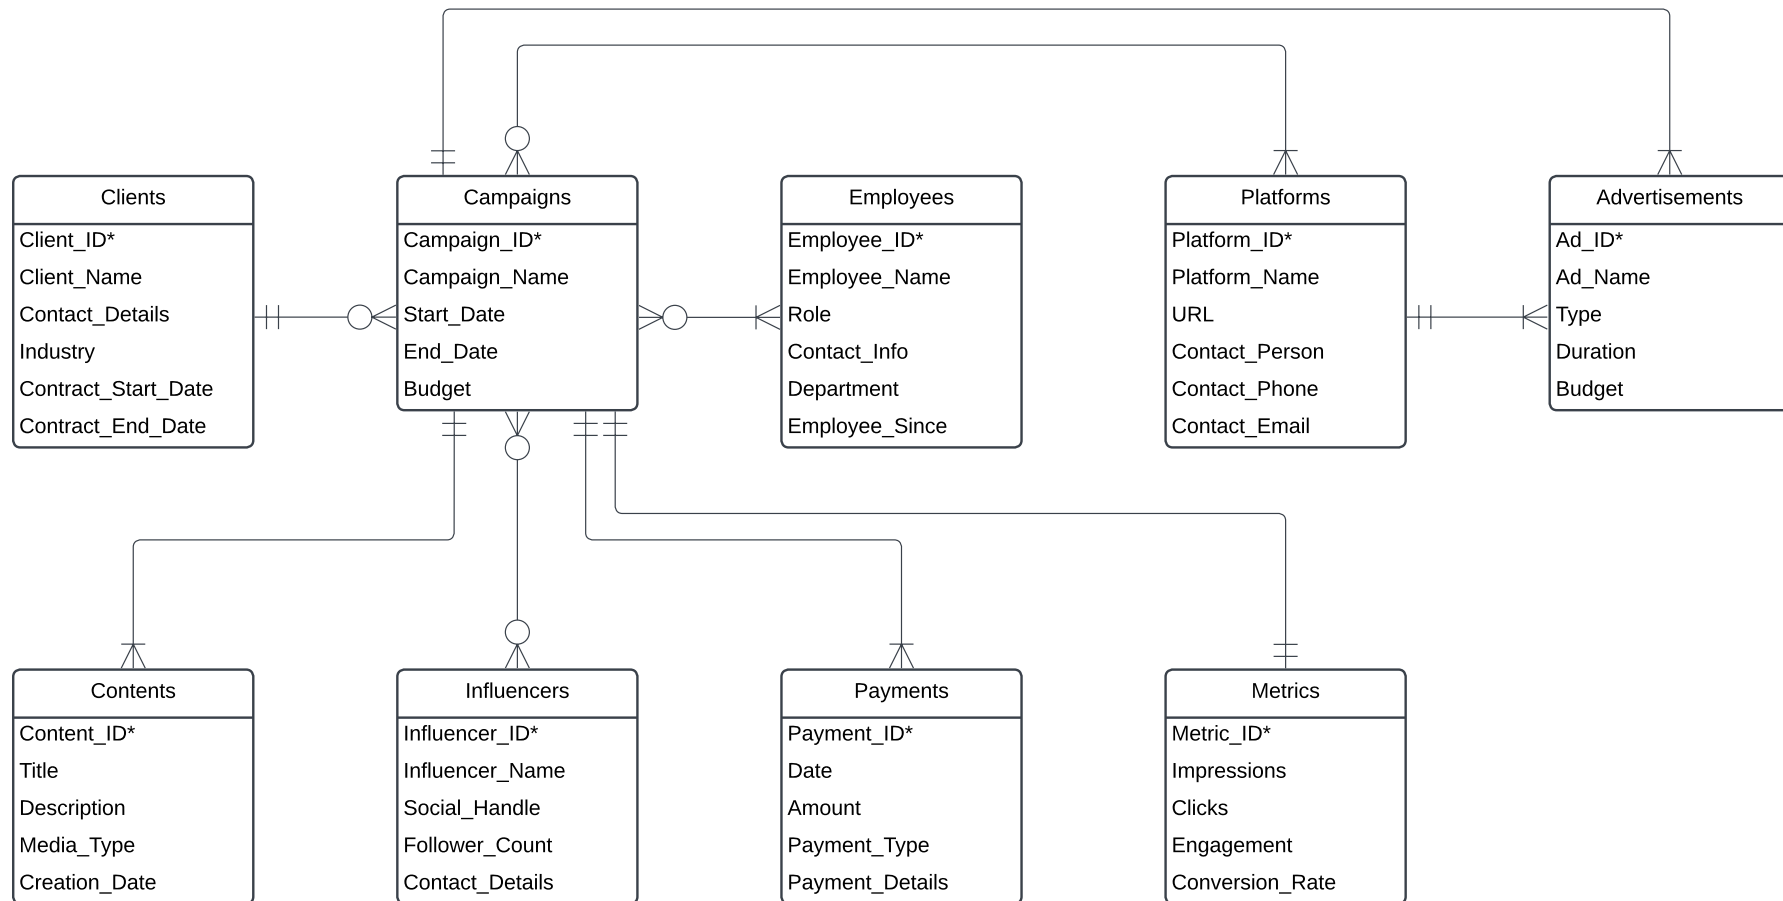 Clients
Client_ID*
Client_Name
Contact_Details
Industry
Contract_Start_Date
Contract_End_Date
Campaigns
Campaign_ID*
Campaign_Name
Start_Date
End_Date
Budget
Employees
Employee_ID*
Employee_Name
Role
Contact_Info
Department
Employee_Since
Platforms
Platform_ID*
Platform_Name
URL
Contact_Person
Contact_Phone
Contact_Email
Advertisements
Ad_ID*
Ad_Name
Type
Duration
Budget
Contents
Content_ID*
Title
Description
Media_Type
Creation_Date
Influencers
Influencer_ID*
Influencer_Name
Social_Handle
Follower_Count
Contact_Details
Payments
Payment_ID*
Date
Amount
Payment_Type
Payment_Details
Metrics
Metric_ID*
Impressions
Clicks
Engagement
Conversion_Rate